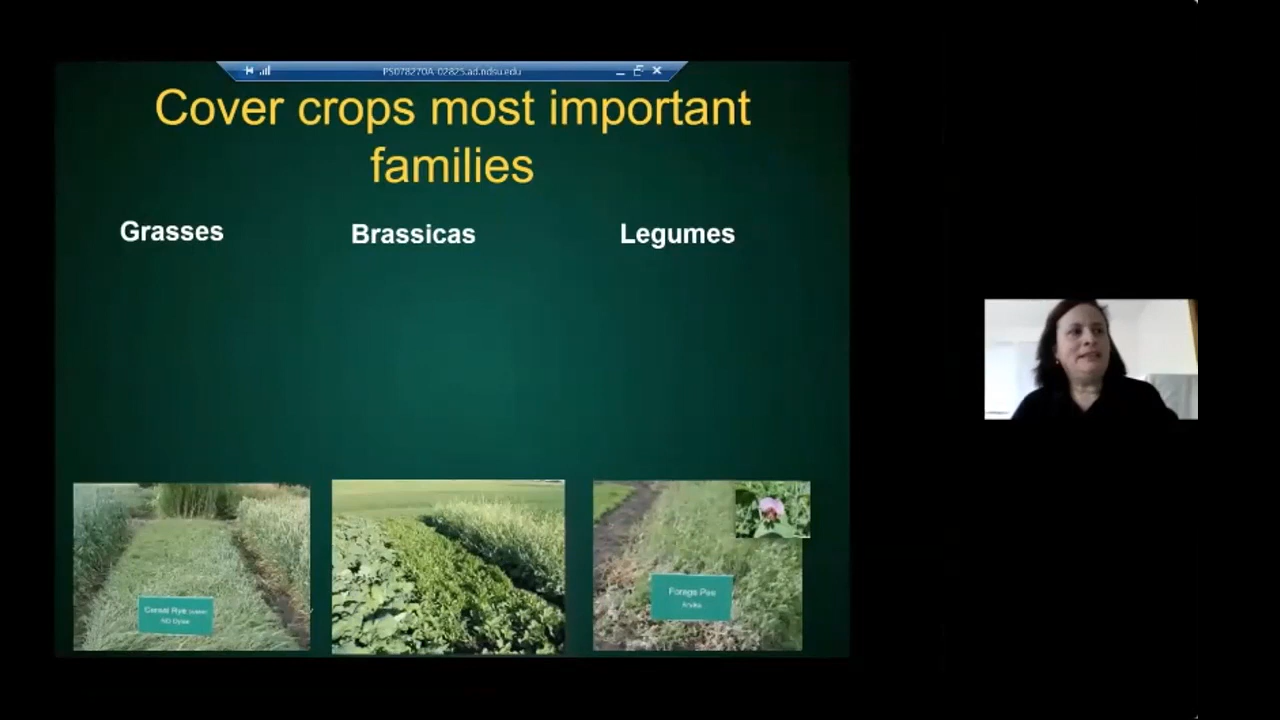 PS078270A-02825.ad.ndsu.edu
Cover crops most important
families
Grasses
Brassicas
Legumes
Cereal Rye
ND Dylan
Forage Pea
Arvika